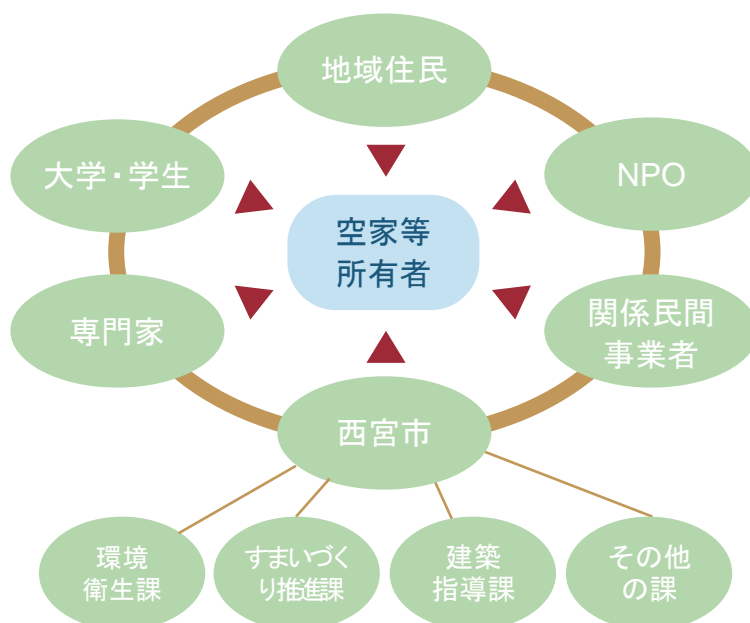 地域住民
大学・学生
NPO
空家等
所有者
専門家
関係民間
事業者
西宮市
環境
衛生課
すまいづく
り推進課
建築
指導課
その他
の課